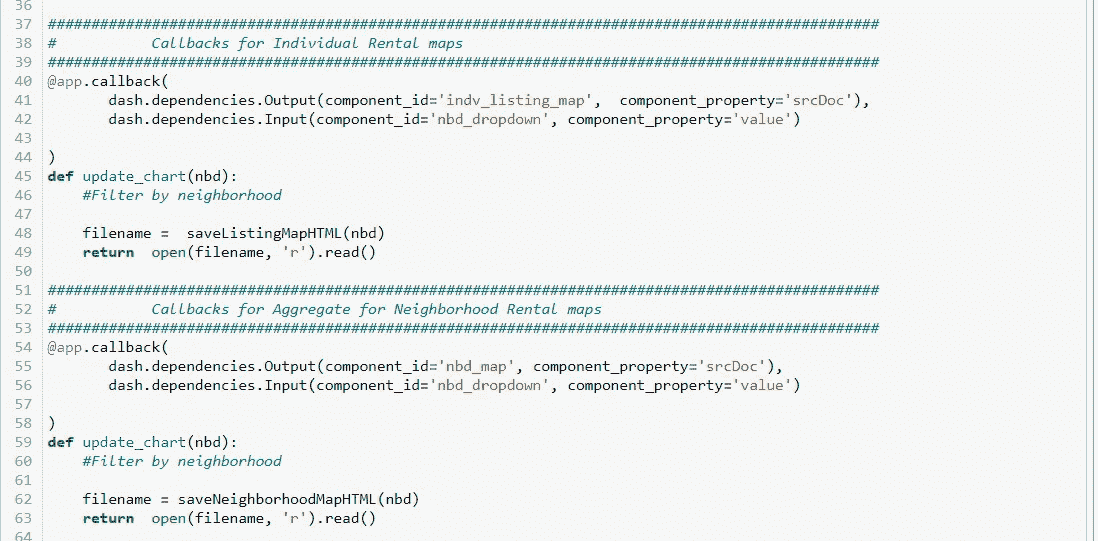 36
37 ################################################################################################
38 #           Callbacks for Individual Rental maps
39 ################################################################################################
40 @app.callback(
41        dash.dependencies.Output(component_id='indv_listing_map',  component_property='srcDoc'),
42        dash.dependencies.Input(component_id='nbd_dropdown', component_property='value')
43
44 )
45 def update_chart(nbd):
46     #Filter by neighborhood
47
48     filename =  saveListingMapHTML(nbd)
49     return  open(filename, 'r').read()
50
51 ################################################################################################
52 #           Callbacks for Aggregate for Neighborhood Rental maps
53 ################################################################################################
54 @app.callback(
55        dash.dependencies.Output(component_id='nbd_map', component_property='srcDoc'),
56        dash.dependencies.Input(component_id='nbd_dropdown', component_property='value')
57
58 )
59 def update_chart(nbd):
60     #Filter by neighborhood
61
62     filename = saveNeighborhoodMapHTML(nbd)
63     return  open(filename, 'r').read()
64